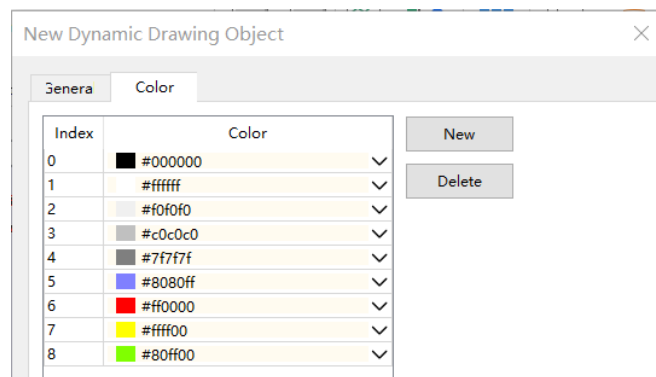 New Dynamic Drawing Object
Genera Color
Index Color
New
0 #000000
1 #ffffff
Delete
2 #f0f0f0
3 #c0c0c0
4 #7f7f7f
5 #8080ff
6 #ff0000
7 #ffff00
8 #80ff00